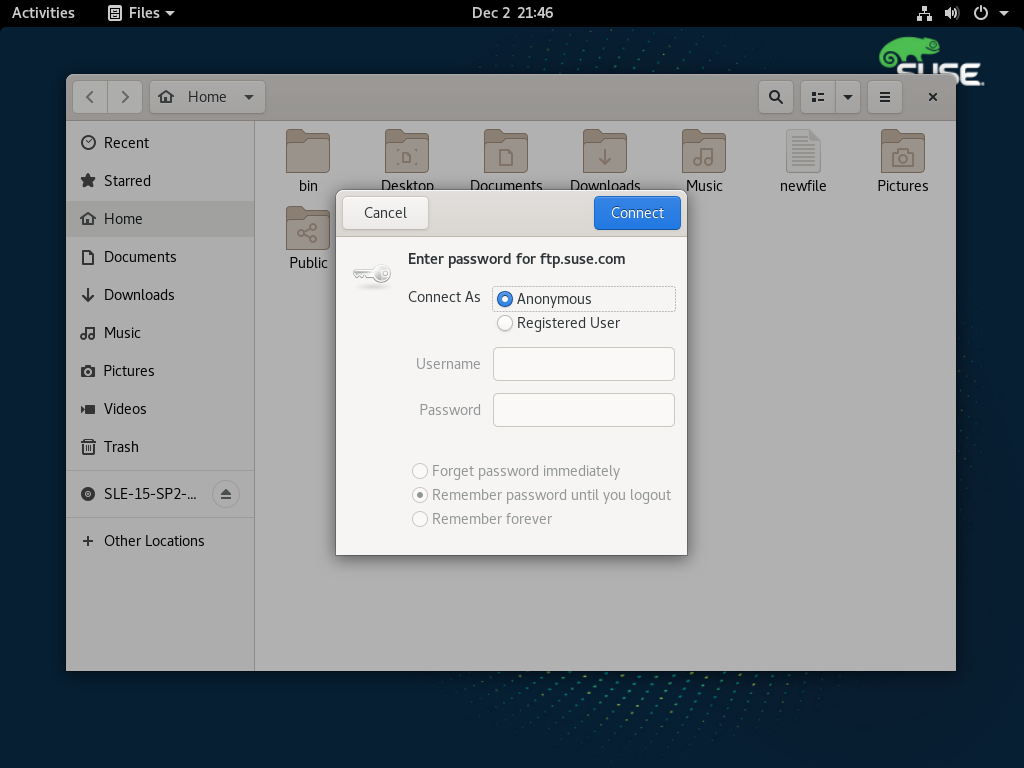 Activities
Files
Dec 2 21:46
SUSE
Home
Recent
Starred
Home
Documents
Downloads
Music
Pictures
Videos
Trash
SLE-15-SP2-...
Other Locations
bin
Desktop
Documents
Downloads
Music
newfile
Pictures
Public
Cancel
Connect
Enter password for ftp.suse.com
Connect As
Anonymous
Registered User
Username
Password
Forget password immediately
Remember password until you logout
Remember forever